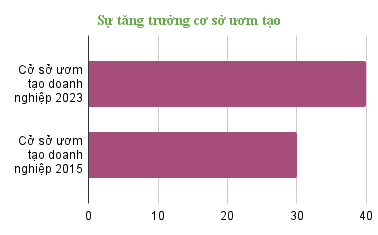 Sự tăng trưởng cơ sở ươm tạo
Cở sở ươm
tạo doanh
nghiệp 2023
Cở sở ươm
tạo doanh
nghiệp 2015
0 10 20 30 40